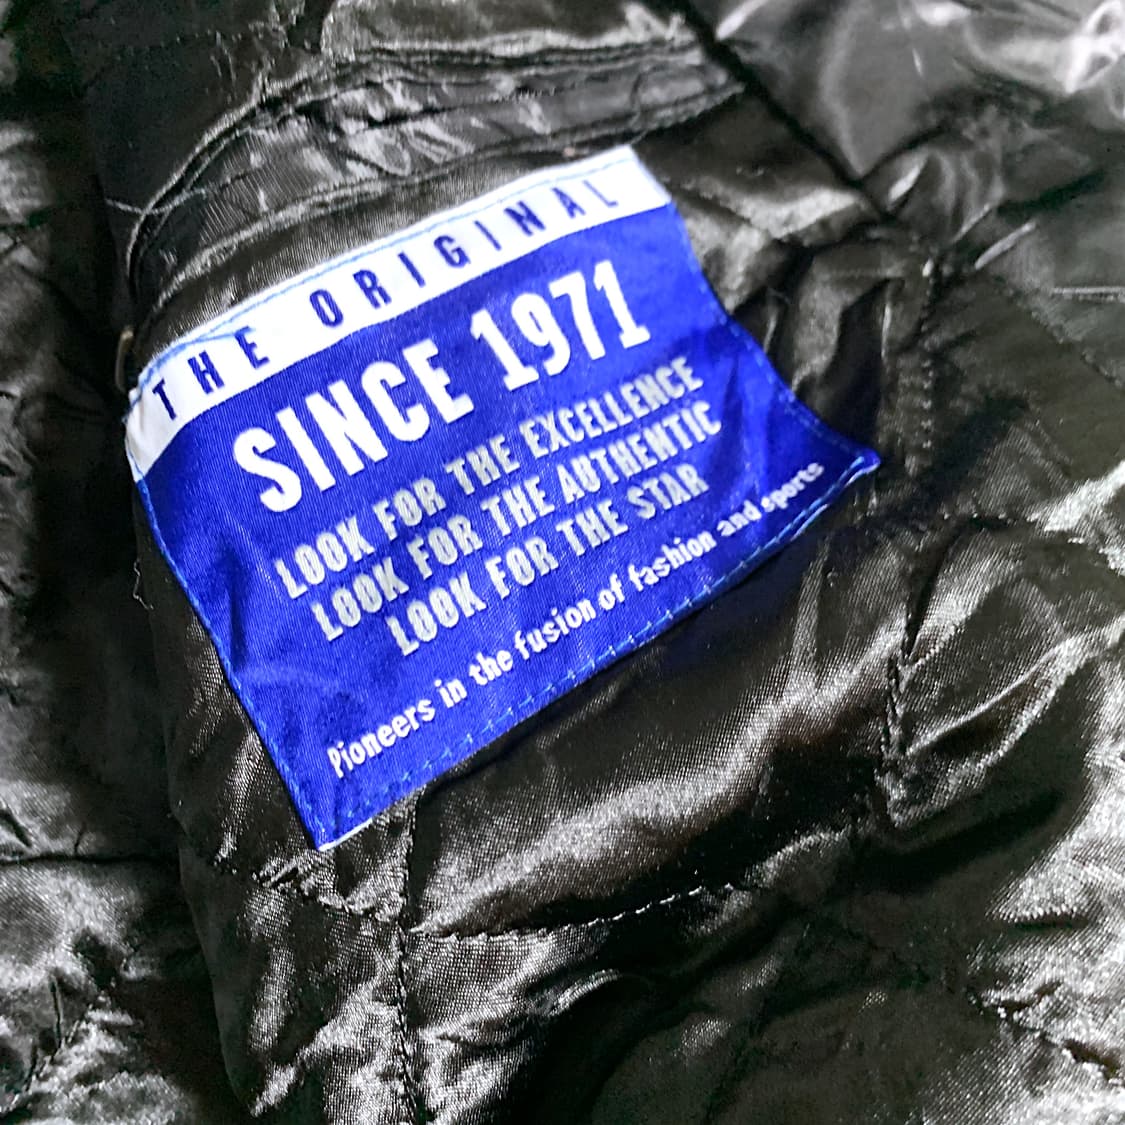 THE ORIGINAL
SINCE 1971
LOOK FOR THE EXCELLENCE
LOOK FOR THE AUTHENTIC
LOOK FOR THE STAR
Pioneers in the fusion of fashion and sports